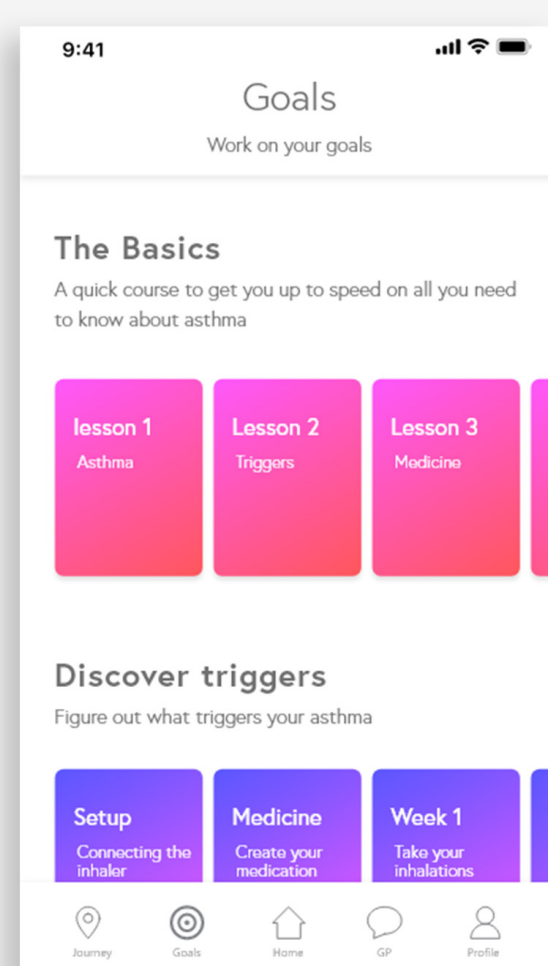 9:41
Goals
Work on your goals
The Basics
A quick course to get you up to speed on all you need
to know about asthma
lesson 1
Asthma
Lesson 2
Triggers
Lesson 3
Medicine
Discover triggers
Figure out what triggers your asthma
Setup
Connecting the
inhaler
Medicine
Create your
medication
Week 1
Take your
inhalations
Journey
Goals
Home
GP
Profile